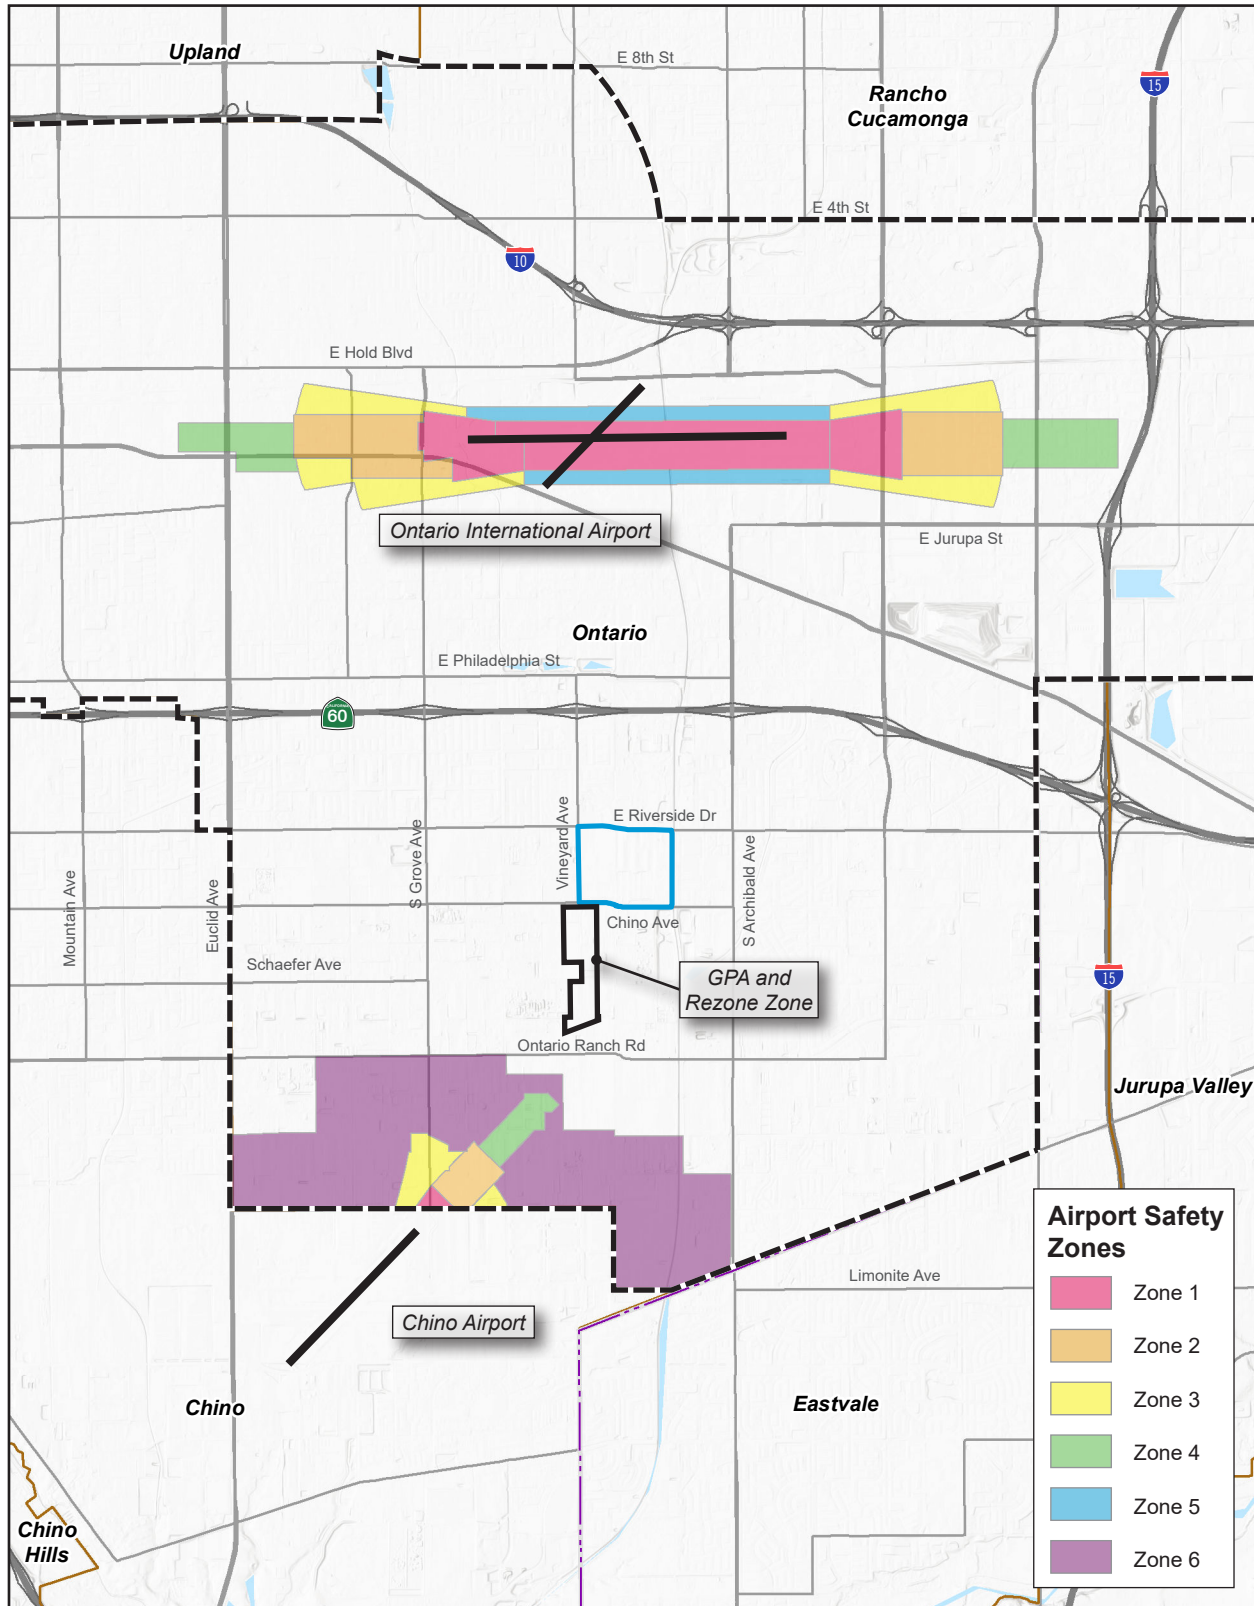 Upland
E 8th St
15
Rancho
Cucamonga
E 4th St
10
E Hold Blvd
Ontario International Airport
E Jurupa St
Ontario
E Philadelphia St
CALIFORNIA
60
E Riverside Dr
Vineyard Ave
S Grove Ave
S Archibald Ave
Mountain Ave
Euclid Ave
Chino Ave
Schaefer Ave
GPA and
Rezone Zone
15
Ontario Ranch Rd
Jurupa Valley
Limonite Ave
Chino Airport
Chino
Eastvale
Chino
Hills
Airport Safety
Zones
Zone 1
Zone 2
Zone 3
Zone 4
Zone 5
Zone 6